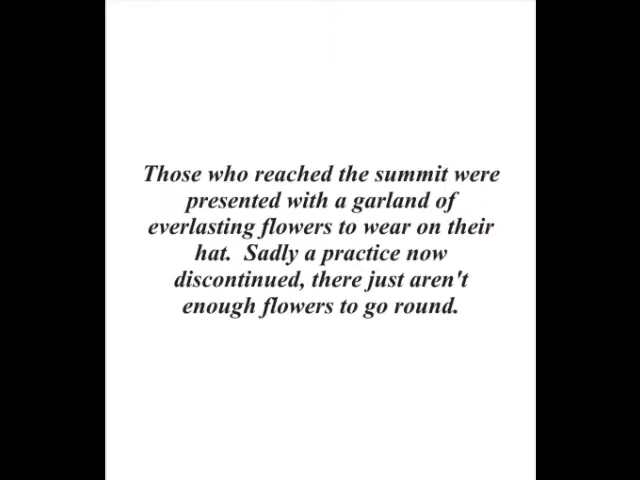 Those who reached the summit were
presented with a garland of
everlasting flowers to wear on their
hat.  Sadly a practice now
discontinued, there just aren't
enough flowers to go round.